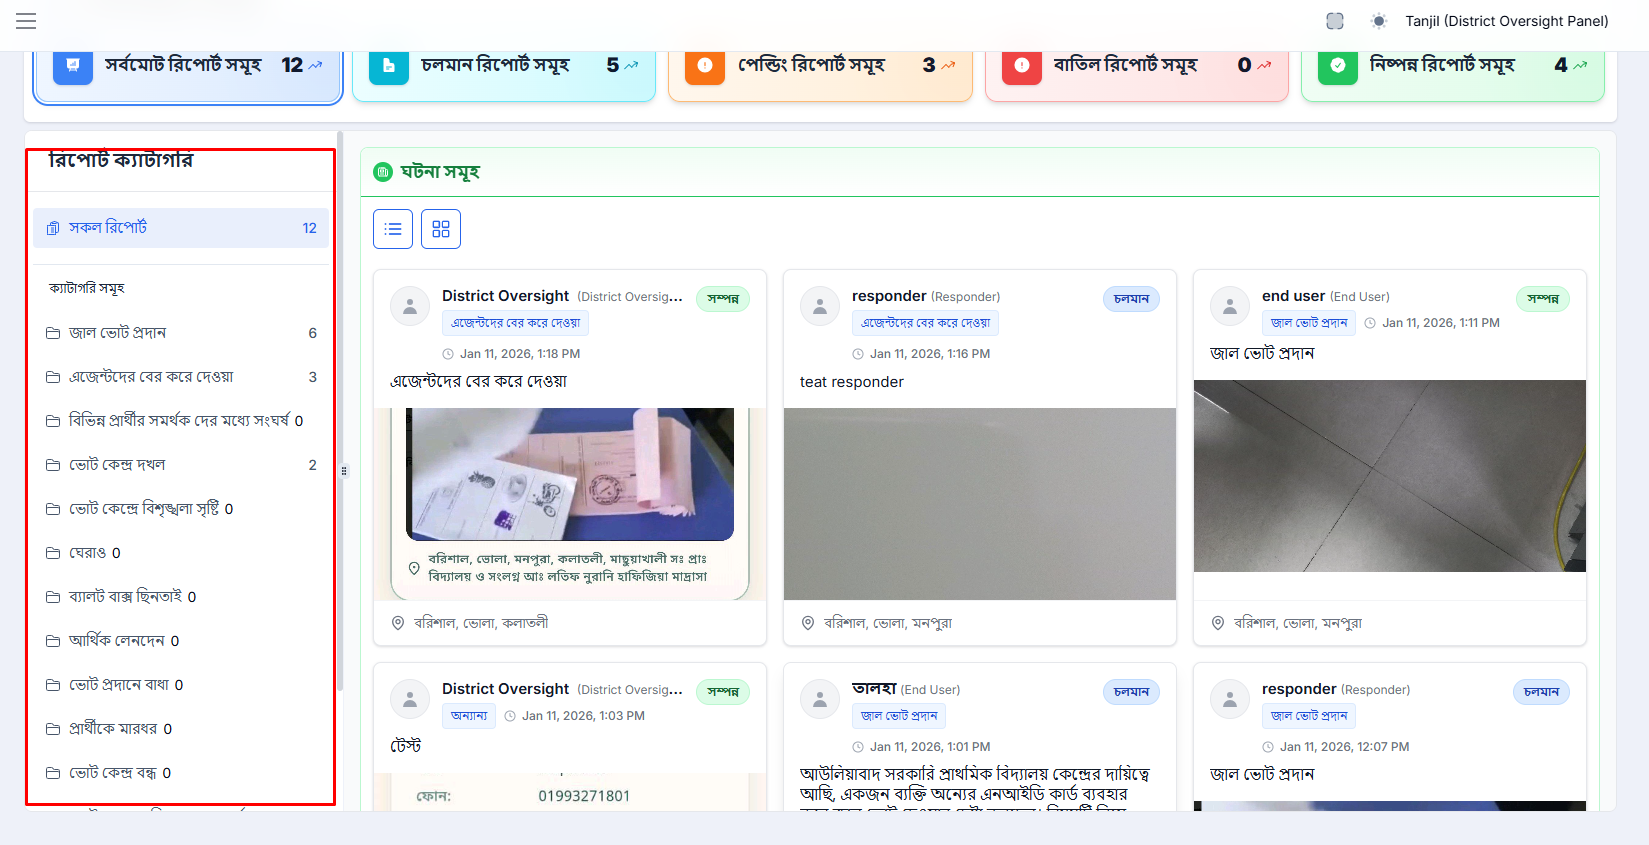 Tanjil (District Oversight Panel)
সর্বমোট রিপোর্ট সমূহ 12
চলমান রিপোর্ট সমূহ 5
পেন্ডিং রিপোর্ট সমূহ 3
বাতিল রিপোর্ট সমূহ 0
নিষ্পন্ন রিপোর্ট সমূহ 4
রিপোর্ট ক্যাটাগরি
সকল রিপোর্ট 12
ক্যাটাগরি সমূহ
জাল ভোট প্রদান 6
এজেন্টদের বের করে দেওয়া 3
বিভিন্ন প্রার্থীর সমর্থক দের মধ্যে সংঘর্ষ 0
ভোট কেন্দ্র দখল 2
ভোট কেন্দ্রে বিশৃঙ্খলা সৃষ্টি 0
ঘেরাও 0
ব্যালট বাক্স ছিনতাই 0
আর্থিক লেনদেন 0
ভোট প্রদানে বাধা 0
প্রার্থীকে মারধর 0
ভোট কেন্দ্র বন্ধ 0
ঘটনা সমূহ
District Oversight (District Oversig... সম্পন্ন
এজেন্টদের বের করে দেওয়া
Jan 11, 2026, 1:18 PM
এজেন্টদের বের করে দেওয়া
বরিশাল, ভোলা, মনপুরা, কলাতলী, মাছুয়াখালী সঃ প্রাঃ
বিদ্যালয় ও সংলগ্ন আঃ লতিফ নুরানি হাফিজিয়া মাদ্রাসা
বরিশাল, ভোলা, কলাতলী
responder (Responder) চলমান
এজেন্টদের বের করে দেওয়া
Jan 11, 2026, 1:16 PM
teat responder
বরিশাল, ভোলা, মনপুরা
end user (End User) সম্পন্ন
জাল ভোট প্রদান Jan 11, 2026, 1:11 PM
জাল ভোট প্রদান
বরিশাল, ভোলা, মনপুরা
District Oversight (District Oversig... সম্পন্ন
অন্যান্য Jan 11, 2026, 1:03 PM
টেস্ট
ফোন: 01993271801
তালহা (End User) চলমান
জাল ভোট প্রদান
Jan 11, 2026, 1:01 PM
আউলিয়াবাদ সরকারি প্রাথমিক বিদ্যালয় কেন্দ্রের দায়িত্বে
আছি, একজন ব্যক্তি অন্যের এনআইডি কার্ড ব্যবহার
responder (Responder) চলমান
জাল ভোট প্রদান
Jan 11, 2026, 12:07 PM
জাল ভোট প্রদান